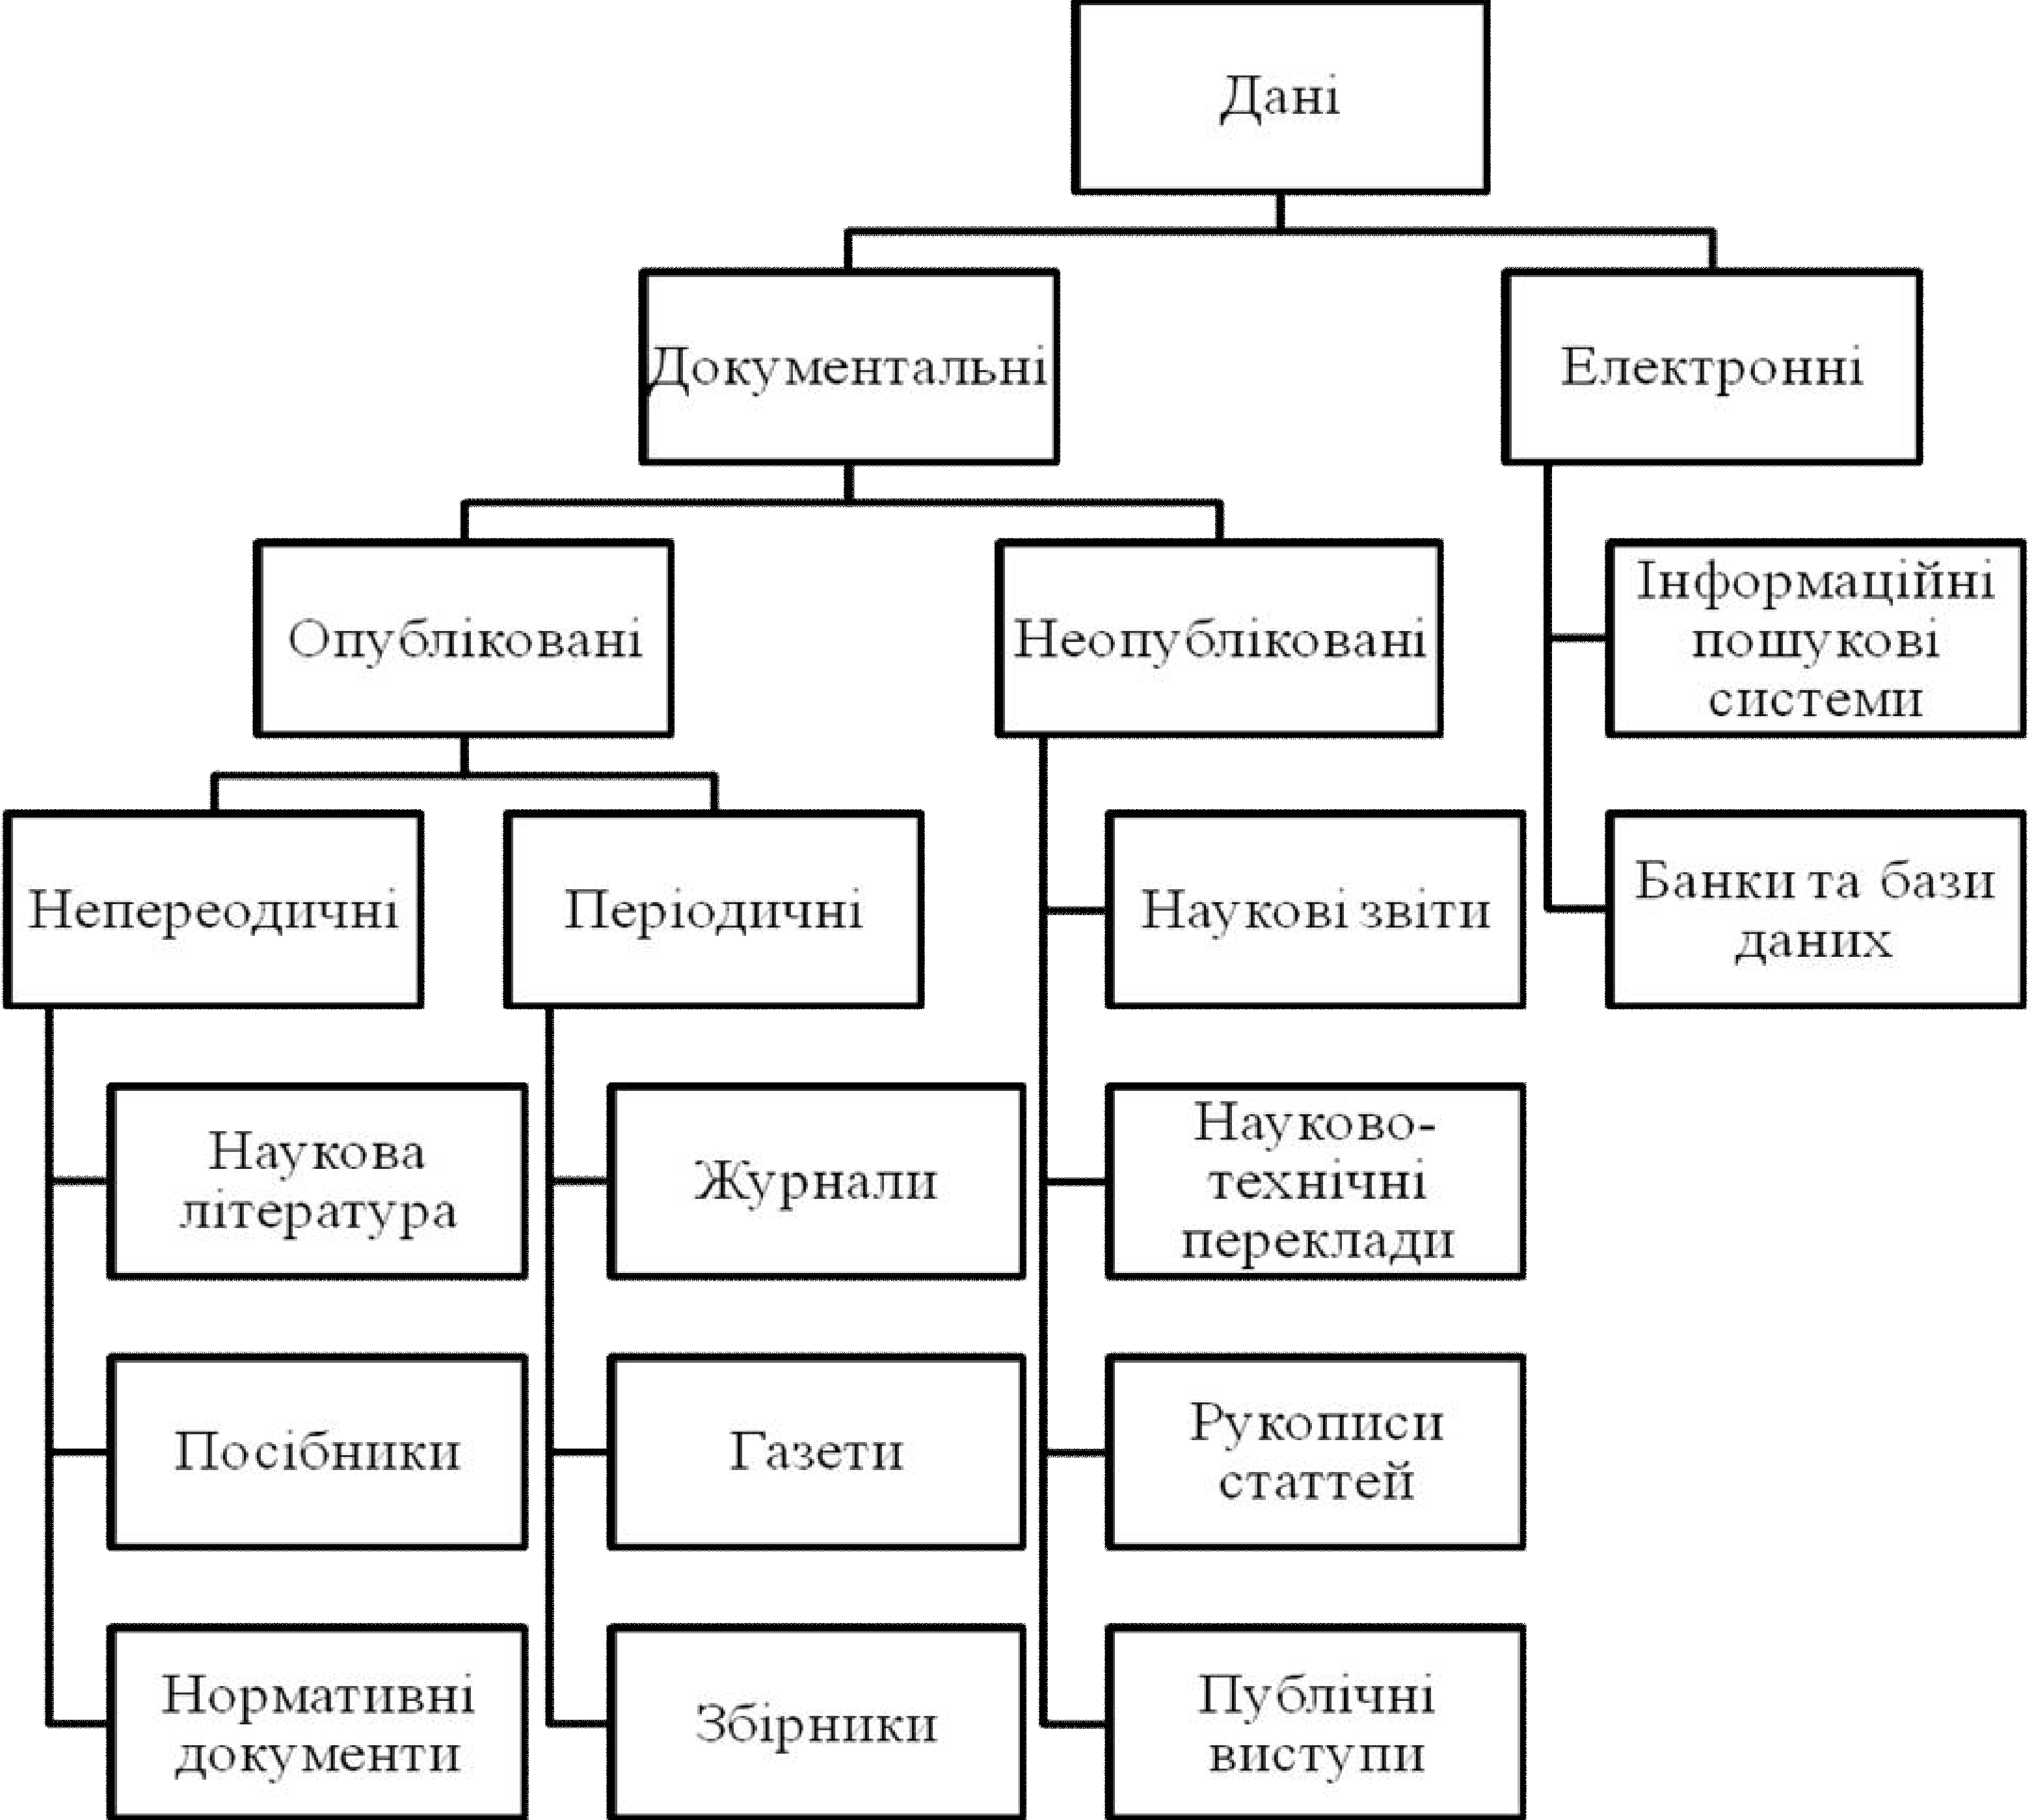 Дані
Документальні
Електронні
Опубліковані
Неопубліковані
Інформаційні
пошукові
системи
Непереодичні
Періодичні
Наукові звіти
Банки та бази
даних
Наукова
література
Журнали
Науково-
технічні
переклади
Посібники
Газети
Рукописи
статтей
Нормативні
документи
Збірники
Публічні
виступи